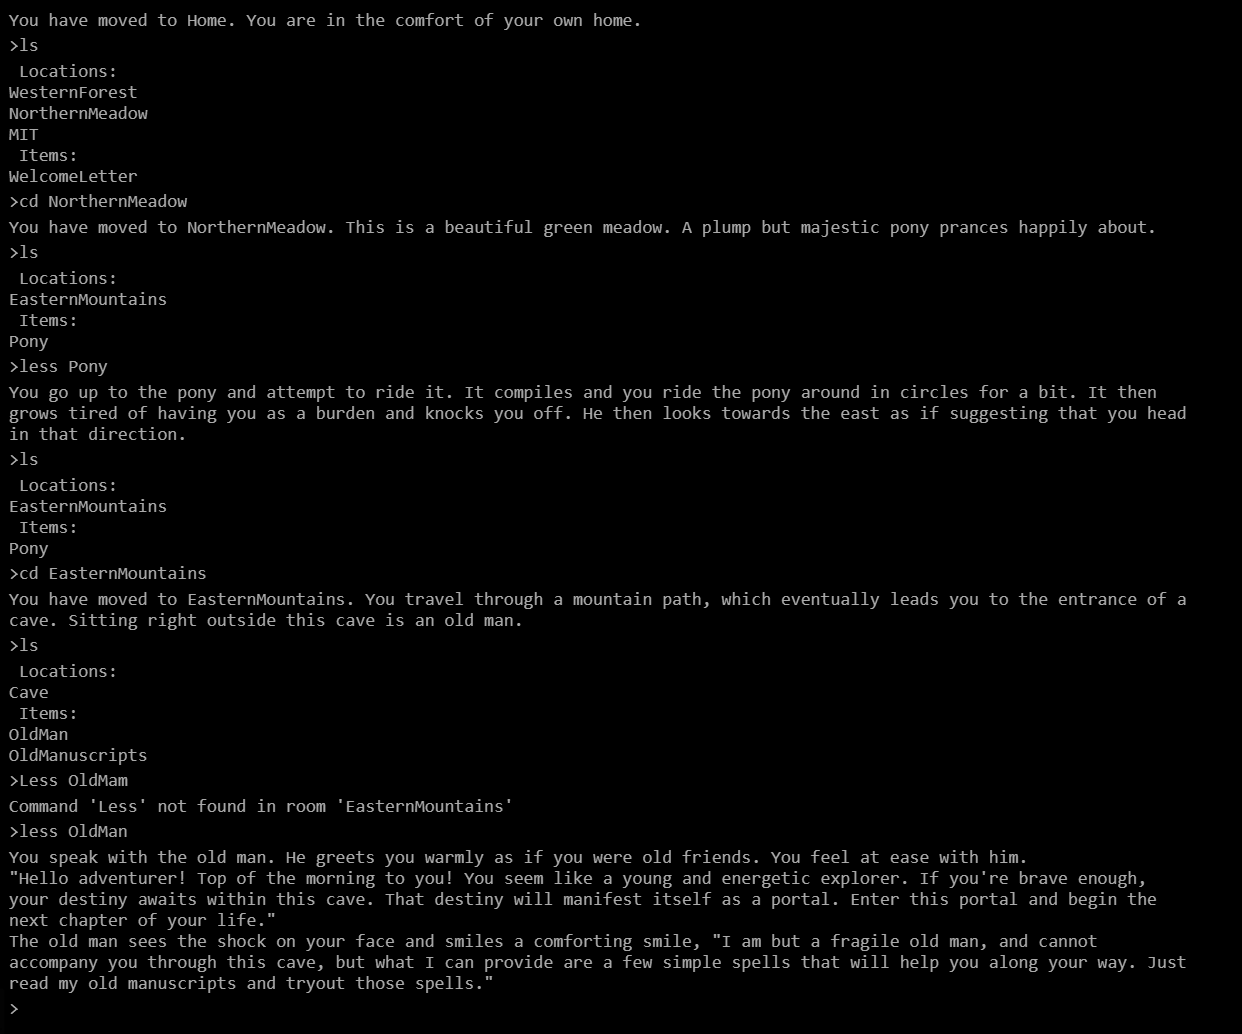 You have moved to Home. You are in the comfort of your own home.
>ls
Locations:
WesternForest
NorthernMeadow
MIT
Items:
WelcomeLetter
>cd NorthernMeadow
You have moved to NorthernMeadow. This is a beautiful green meadow. A plump but majestic pony prances happily about.
>ls
Locations:
EasternMountains
Items:
Pony
>less Pony
You go up to the pony and attempt to ride it. It compiles and you ride the pony around in circles for a bit. It then
grows tired of having you as a burden and knocks you off. He then looks towards the east as if suggesting that you head
in that direction.
>ls
Locations:
EasternMountains
Items:
Pony
>cd EasternMountains
You have moved to EasternMountains. You travel through a mountain path, which eventually leads you to the entrance of a
cave. Sitting right outside this cave is an old man.
>ls
Locations:
Cave
Items:
OldMan
OldManuscripts
>Less OldMam
Command 'Less' not found in room 'EasternMountains'
>less OldMan
You speak with the old man. He greets you warmly as if you were old friends. You feel at ease with him.
"Hello adventurer! Top of the morning to you! You seem like a young and energetic explorer. If you're brave enough,
your destiny awaits within this cave. That destiny will manifest itself as a portal. Enter this portal and begin the
next chapter of your life."
The old man sees the shock on your face and smiles a comforting smile, "I am but a fragile old man, and cannot
accompany you through this cave, but what I can provide are a few simple spells that will help you along your way. Just
read my old manuscripts and tryout those spells."
>